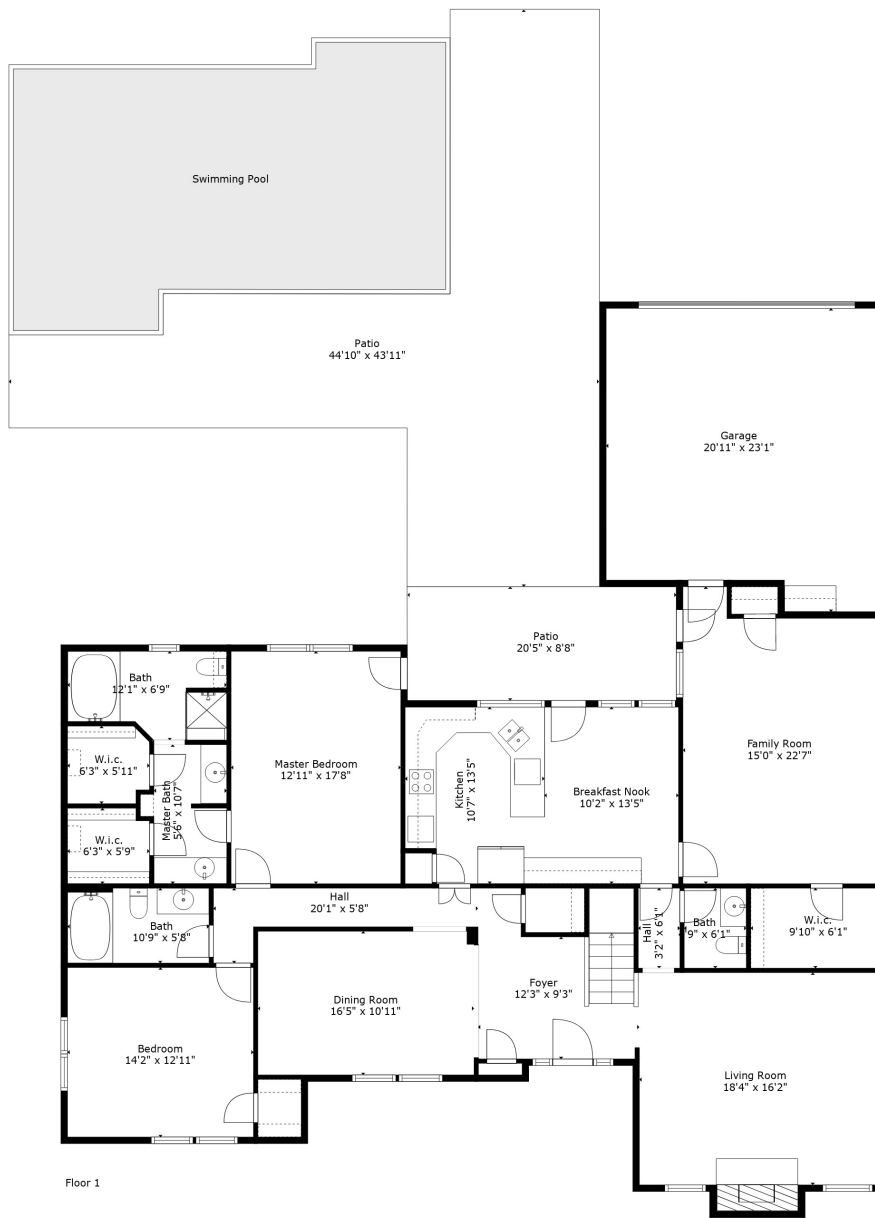 Swimming Pool
Patio
44'10" x 43'11"
Garage
20'11" x 23'1"
Patio
20'5" x 8'8"
Bath
12'1" x 6'9"
W.i.c.
6'3" x 5'11"
Master Bath
5'6" x 10'7"
W.i.c.
6'3" x 5'9"
Master Bedroom
12'11" x 17'8"
Kitchen
10'7" x 13'5"
Breakfast Nook
10'2" x 13'5"
Family Room
15'0" x 22'7"
Hall
20'1" x 5'8"
Bath
10'9" x 5'8"
Hall
3'2" x 6'1"
Bath
9" x 6'1"
W.i.c.
9'10" x 6'1"
Foyer
12'3" x 9'3"
Dining Room
16'5" x 10'11"
Bedroom
14'2" x 12'11"
Living Room
18'4" x 16'2"
Floor 1